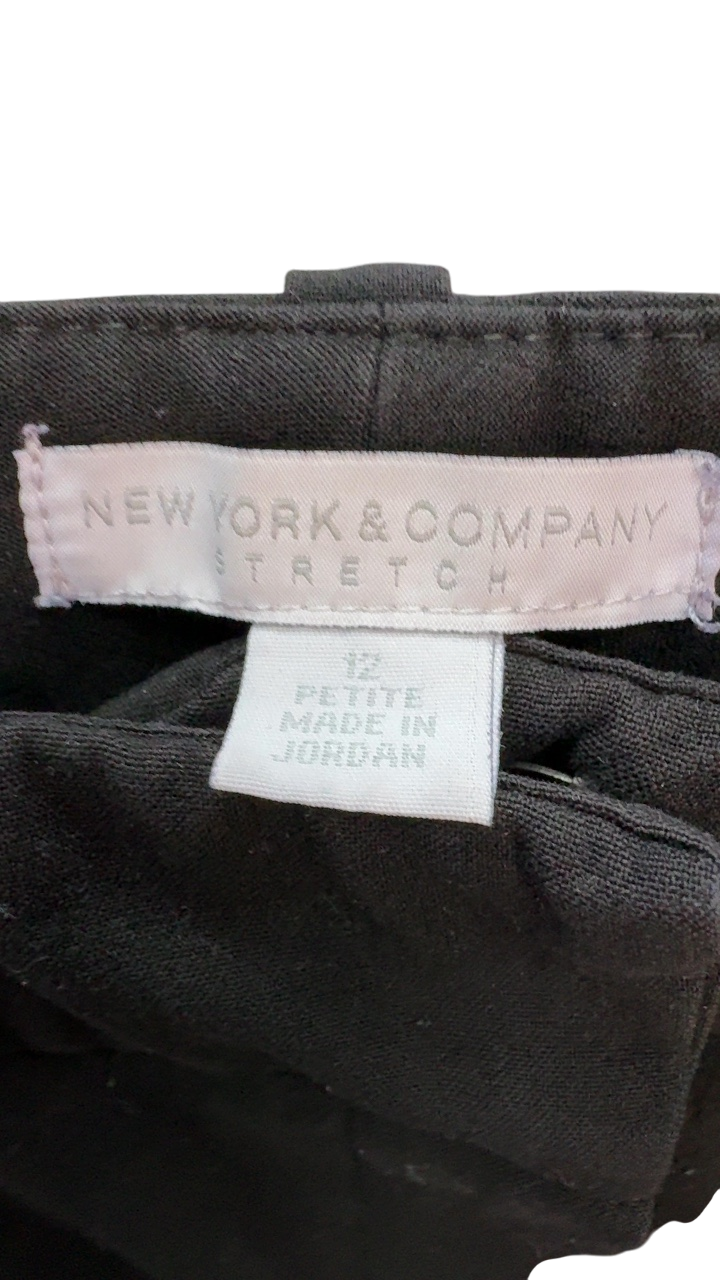 NEW YORK & COMPANY
STRETCH
12
PETITE
MADE IN
JORDAN